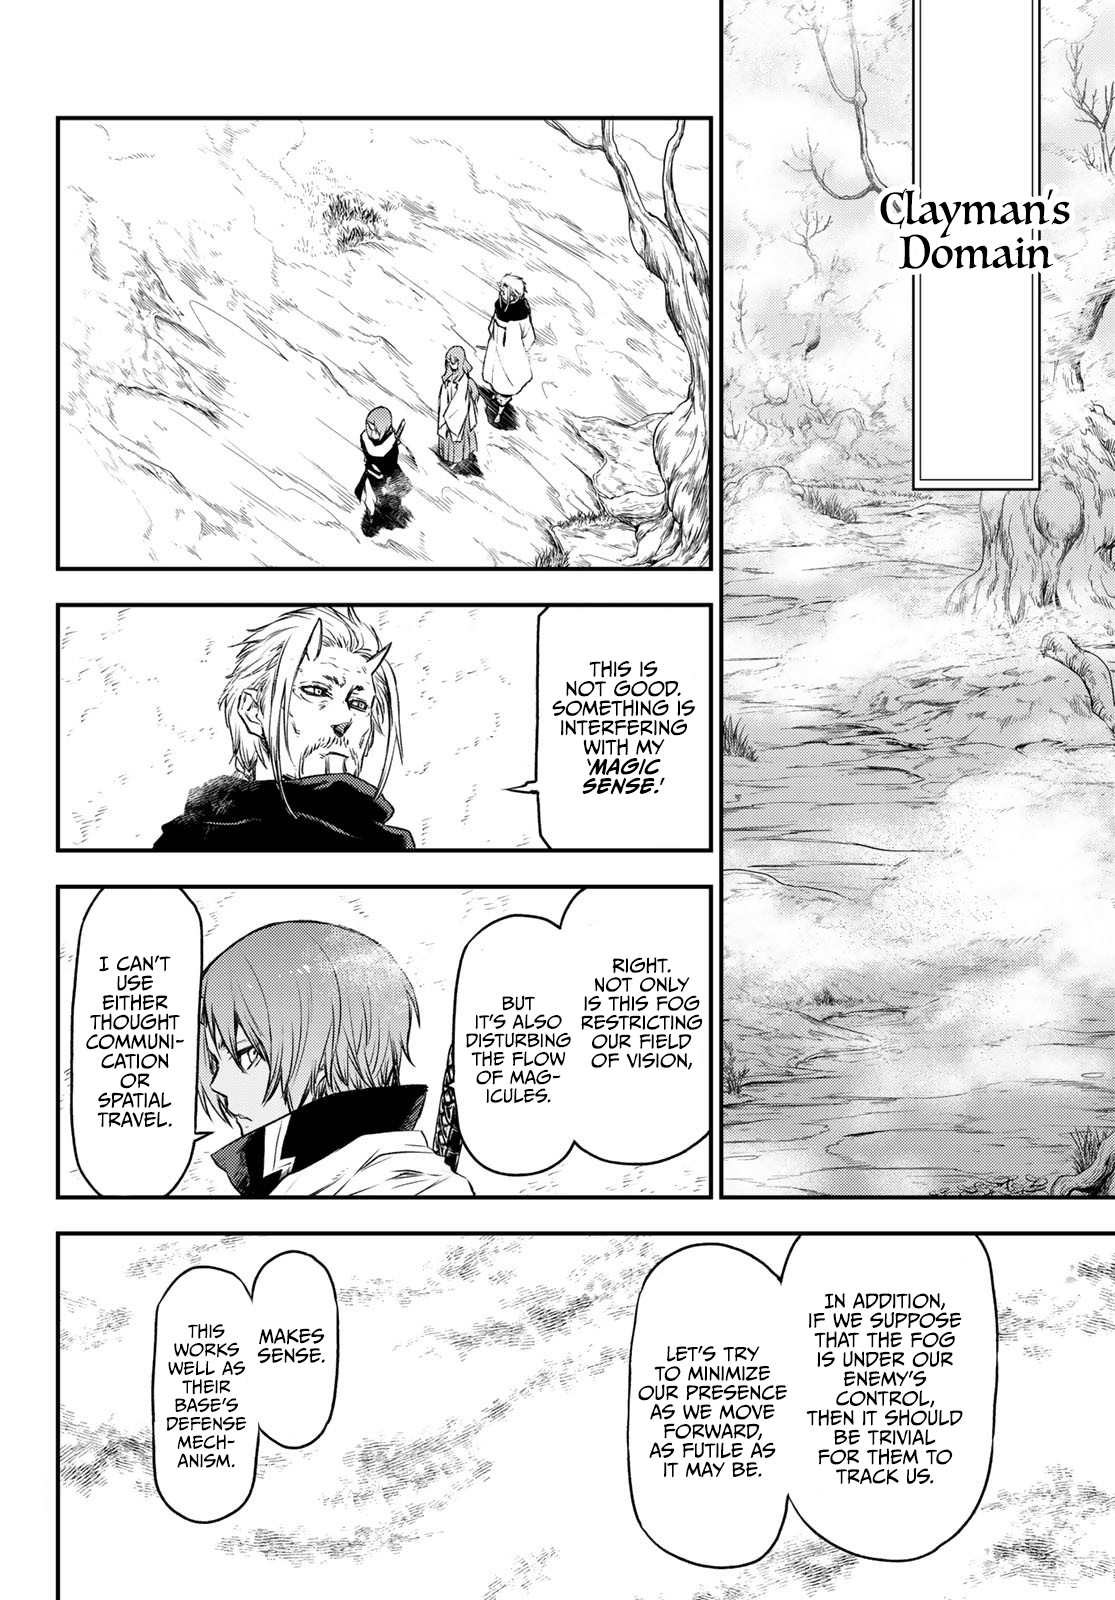 Clayman's
Domain
THIS IS
NOT GOOD.
SOMETHING IS
INTERFERING
WITH MY
'MAGIC
SENSE.'
RIGHT.
NOT ONLY
IS THIS FOG
RESTRICTING
OUR FIELD
OF VISION,
BUT
IT'S ALSO
DISTURBING
THE FLOW
OF MAG-
ICULES.
I CAN'T
USE
EITHER
THOUGHT
COMMUNI-
CATION
OR
SPATIAL
TRAVEL.
IN ADDITION,
IF WE SUPPOSE
THAT THE FOG
IS UNDER OUR
ENEMY'S
CONTROL,
THEN IT SHOULD
BE TRIVIAL
FOR THEM TO
TRACK US.
LET'S TRY
TO MINIMIZE
OUR PRESENCE
AS WE MOVE
FORWARD,
AS FUTILE AS
IT MAY BE.
MAKES
SENSE.
THIS
WORKS
WELL AS
THEIR
BASE'S
DEFENSE
MECH-
ANISM.